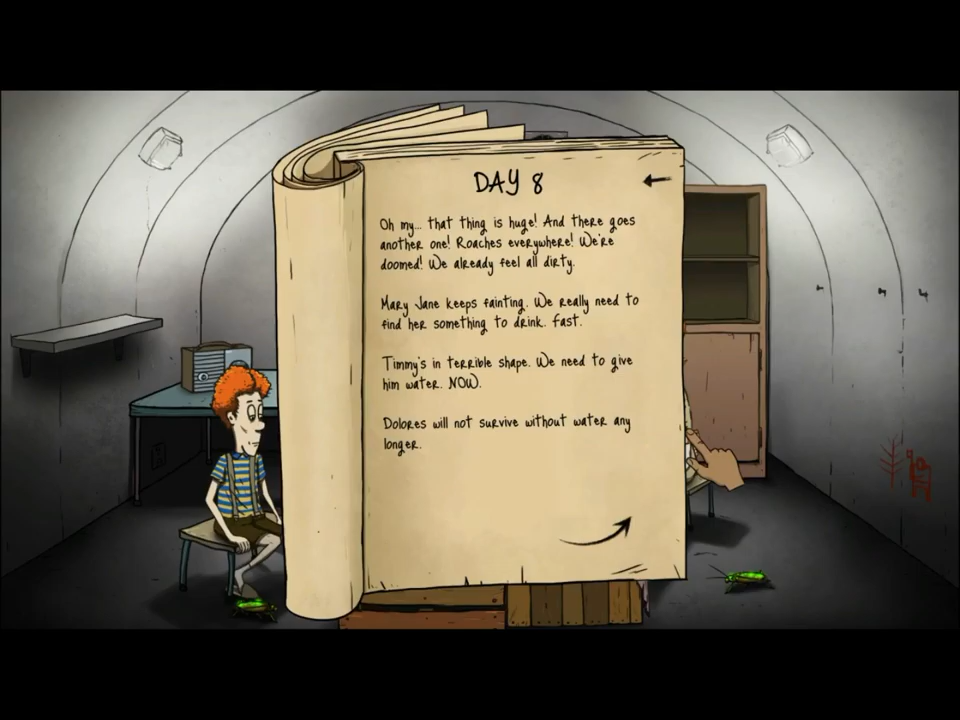 DAY 8
Oh my... that thing is huge! And there goes
another one! Roaches everywhere! We're
doomed! We already feel all dirty.
Mary Jane keeps fainting. We really need to
find her something to drink. Fast.
Timmy's in terrible shape. We need to give
him water. NOW.
Dolores will not survive without water any
longer.